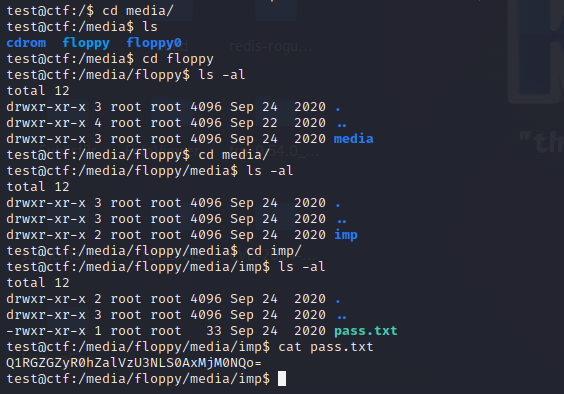 test@ctf:/$ cd media/
test@ctf:/media$ ls
cdrom  floppy  floppy0
test@ctf:/media$ cd floppy
test@ctf:/media/floppy$ ls -al
total 12
drwxr-xr-x 3 root root 4096 Sep 24  2020 .
drwxr-xr-x 4 root root 4096 Sep 22  2020 ..
drwxr-xr-x 3 root root 4096 Sep 24  2020 media
test@ctf:/media/floppy$ cd media/
test@ctf:/media/floppy/media$ ls -al
total 12
drwxr-xr-x 3 root root 4096 Sep 24  2020 .
drwxr-xr-x 3 root root 4096 Sep 24  2020 ..
drwxr-xr-x 2 root root 4096 Sep 24  2020 imp
test@ctf:/media/floppy/media$ cd imp/
test@ctf:/media/floppy/media/imp$ ls -al
total 12
drwxr-xr-x 2 root root 4096 Sep 24  2020 .
drwxr-xr-x 3 root root 4096 Sep 24  2020 ..
-rwxr-xr-x 1 root root   33 Sep 24  2020 pass.txt
test@ctf:/media/floppy/media/imp$ cat pass.txt
Q1RGZGZyR0hZalVzU3NLS0AxMjM0NQo=
test@ctf:/media/floppy/media/imp$
redis-rogu...
"th